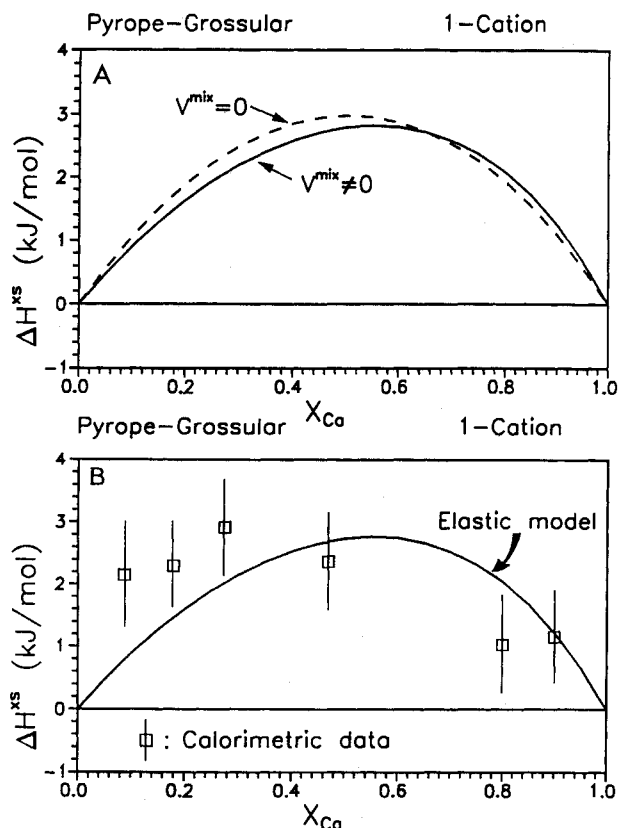 Pyrope-Grossular 1-Cation
A
V^mix=0
V^mix≠0
ΔH^xs (kJ/mol)
4
3
2
1
0
-1
0.0 0.2 0.4 0.6 0.8 1.0
X_Ca
Pyrope-Grossular 1-Cation
B
Elastic model
ΔH^xs (kJ/mol)
4
3
2
1
0
-1
: Calorimetric data
0.0 0.2 0.4 0.6 0.8 1.0
X_Ca